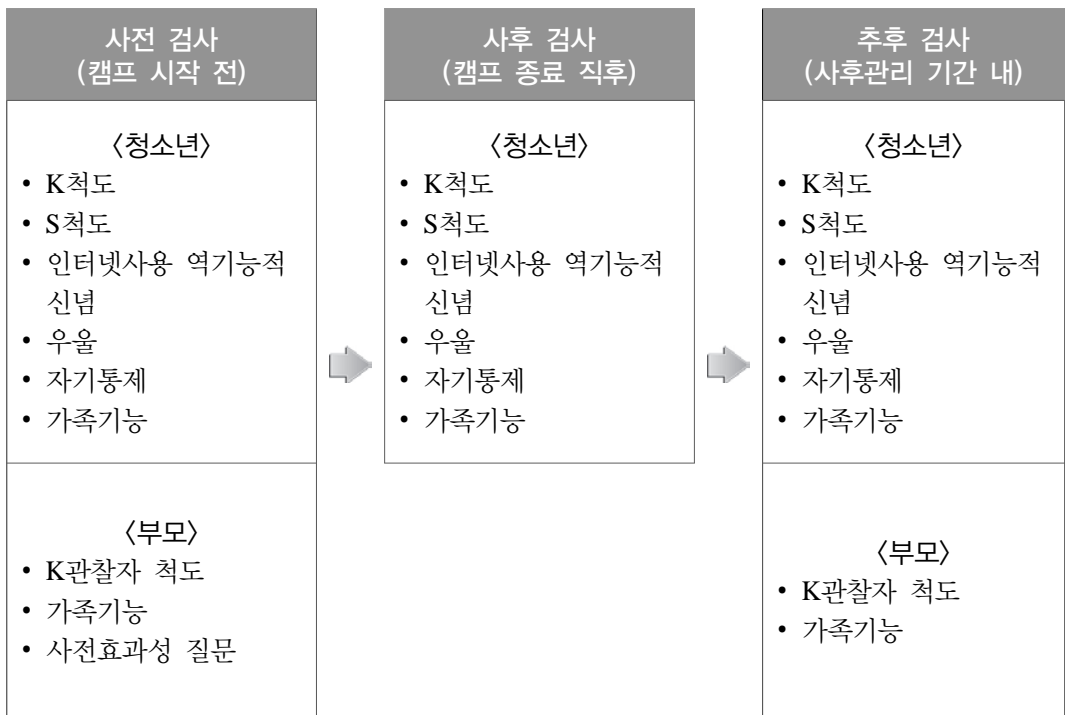 사전 검사
(캠프 시작 전)
〈청소년〉
• K척도
• S척도
• 인터넷사용 역기능적
신념
• 우울
• 자기통제
• 가족기능
〈부모〉
• K관찰자 척도
• 가족기능
• 사전효과성 질문
사후 검사
(캠프 종료 직후)
〈청소년〉
• K척도
• S척도
• 인터넷사용 역기능적
신념
• 우울
• 자기통제
• 가족기능
추후 검사
(사후관리 기간 내)
〈청소년〉
• K척도
• S척도
• 인터넷사용 역기능적
신념
• 우울
• 자기통제
• 가족기능
〈부모〉
• K관찰자 척도
• 가족기능